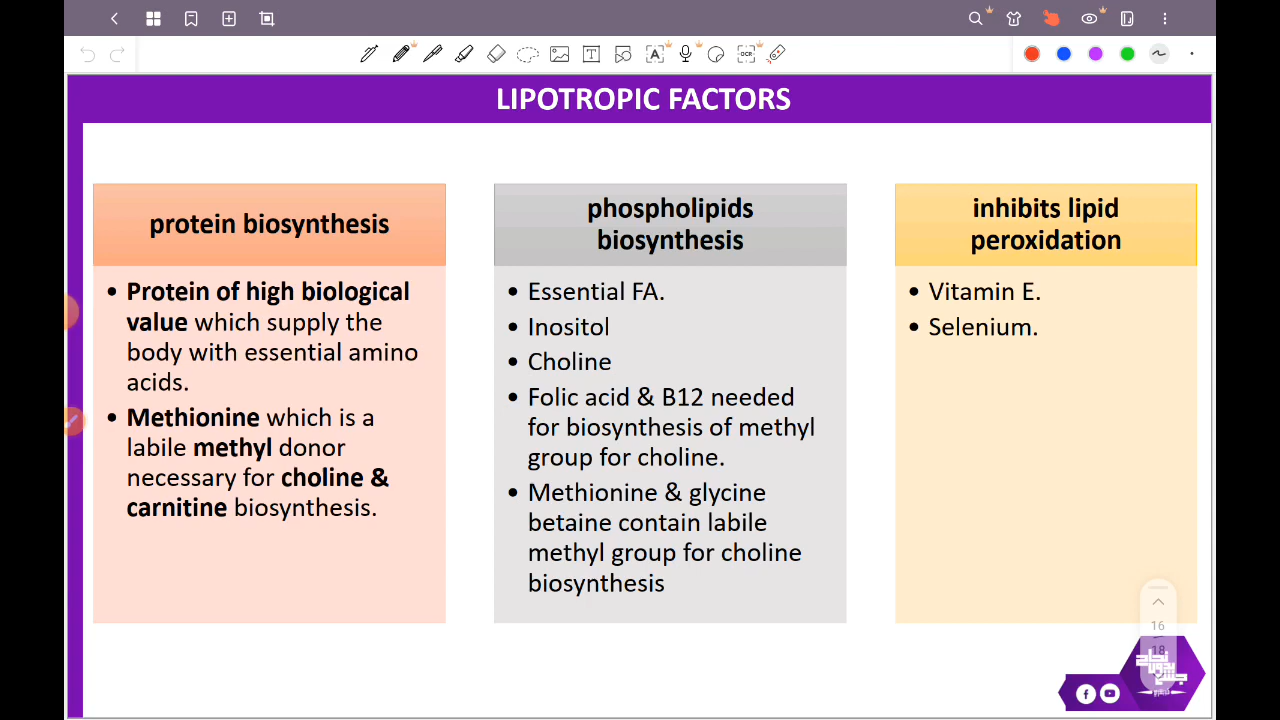 LIPOTROPIC FACTORS
protein biosynthesis
• Protein of high biological
value which supply the
body with essential amino
acids.
• Methionine which is a
labile methyl donor
necessary for choline &
carnitine biosynthesis.
phospholipids
biosynthesis
• Essential FA.
• Inositol
• Choline
• Folic acid & B12 needed
for biosynthesis of methyl
group for choline.
• Methionine & glycine
betaine contain labile
methyl group for choline
biosynthesis
inhibits lipid
peroxidation
• Vitamin E.
• Selenium.
16
18